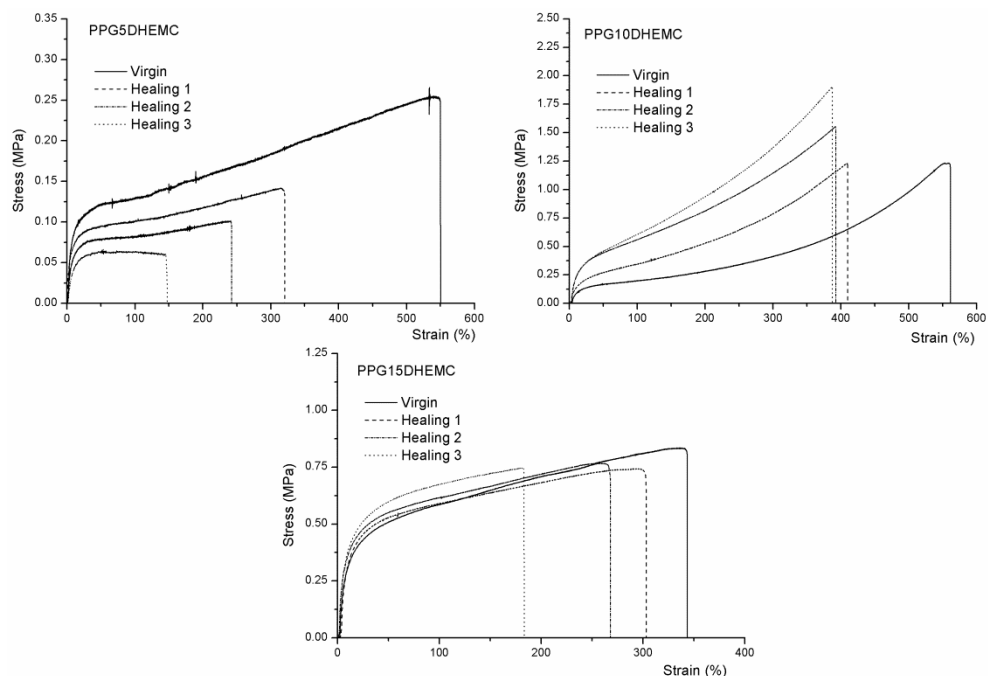 PPG5DHEMC
Virgin
Healing 1
Healing 2
Healing 3
Stress (MPa)
0.35
0.30
0.25
0.20
0.15
0.10
0.05
0.00
0
100
200
300
400
500
600
Strain (%)
PPG10DHEMC
Virgin
Healing 1
Healing 2
Healing 3
Stress (MPa)
2.50
2.25
2.00
1.75
1.50
1.25
1.00
0.75
0.50
0.25
0.00
0
100
200
300
400
500
600
Strain (%)
PPG15DHEMC
Virgin
Healing 1
Healing 2
Healing 3
Stress (MPa)
1.25
1.00
0.75
0.50
0.25
0.00
0
100
200
300
400
Strain (%)